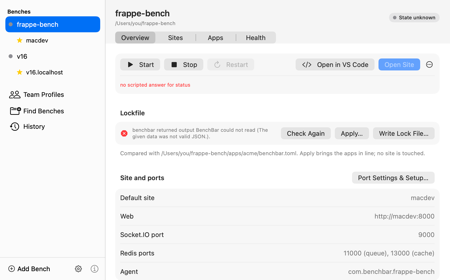 Benches
frappe-bench
macdev
v16
v16.localhost
Team Profiles
Find Benches
History
Add Bench
frappe-bench
/Users/you/frappe-bench
State unknown
Overview
Sites
Apps
Health
Start
Stop
Restart
Open in VS Code
Open Site
no scripted answer for status
Lockfile
benchbar returned output BenchBar could not read (The
given data was not valid JSON.).
Check Again
Apply...
Write Lock File...
Compared with /Users/you/frappe-bench/apps/acme/benchbar.toml. Apply brings the apps in line; no site is touched.
Site and ports
Port Settings & Setup...
Default site
macdev
Web
http://macdev:8000
Socket.IO port
9000
Redis ports
11000 (queue), 13000 (cache)
Agent
com.benchbar.frappe-bench